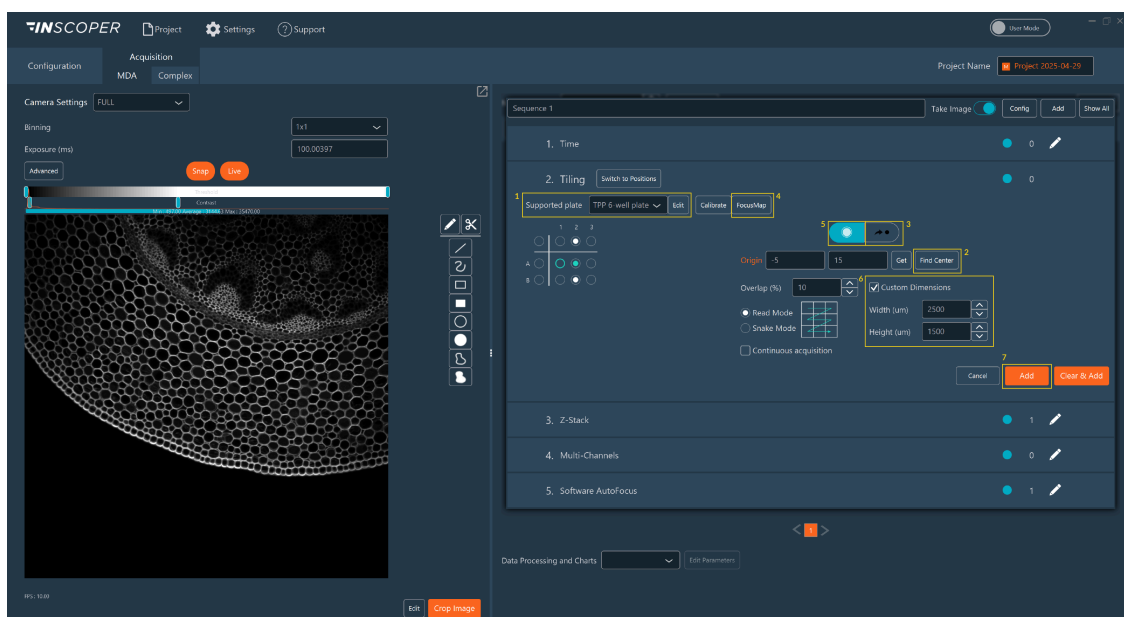 INSCOPER Project Settings Support User Mode
Configuration Acquisition
MDA Complex
Project Name Project 2025-04-29
Camera Settings FULL
Binning 1x1
Exposure (ms) 100.00397
Advanced Snap Live
Threshold
Contrast
FPS: 10.00
Edit Crop Image
Sequence 1 Take Image Config Add Show All
1. Time 0
2. Tiling Switch to Positions 0
1 Supported plate TPP 6-well plate Edit Calibrate FocusMap 4
1 2 3
A
B
5 3
Origin -5 15 Get Find Center 2
Overlap (%) 10 6 Custom Dimensions
Read Mode Width (um) 2500
Snake Mode Height (um) 1500
Continuous acquisition
7
Cancel Add Clear & Add
3. Z-Stack 1
4. Multi-Channels 0
5. Software AutoFocus 1
< 1 >
Data Processing and Charts Edit Parameters